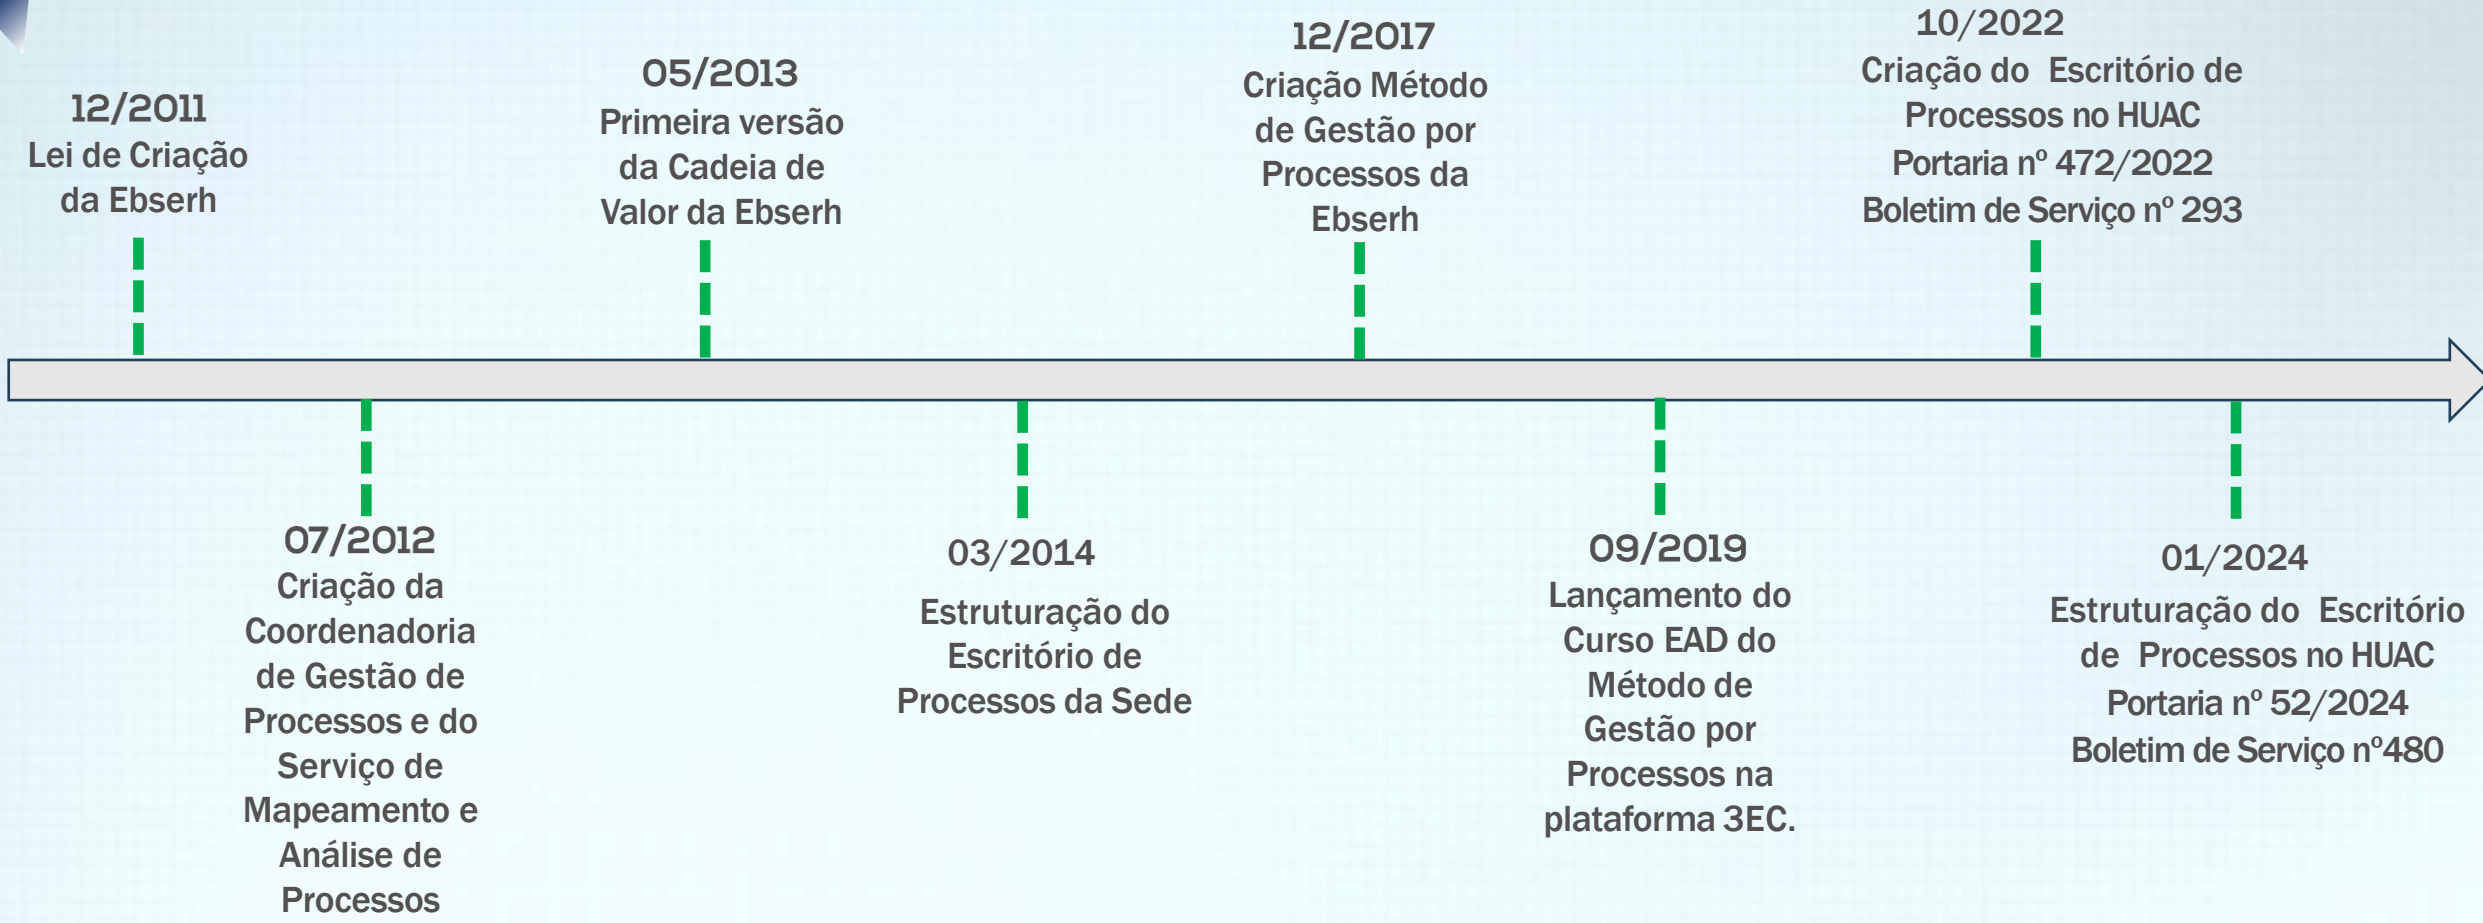 12/2011
Lei de Criação
da Ebserh
07/2012
Criação da
Coordenadoria
de Gestão de
Processos e do
Serviço de
Mapeamento e
Análise de
Processos
05/2013
Primeira versão
da Cadeia de
Valor da Ebserh
03/2014
Estruturação do
Escritório de
Processos da Sede
12/2017
Criação Método
de Gestão por
Processos da
Ebserh
09/2019
Lançamento do
Curso EAD do
Método de
Gestão por
Processos na
plataforma 3EC.
10/2022
Criação do Escritório de
Processos no HUAC
Portaria nº 472/2022
Boletim de Serviço nº 293
01/2024
Estruturação do Escritório
de Processos no HUAC
Portaria nº 52/2024
Boletim de Serviço nº480